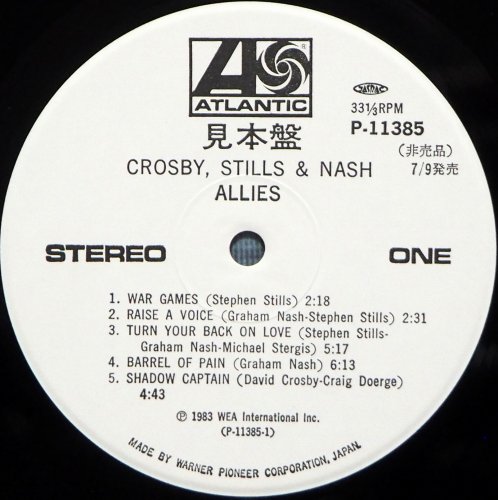 ATLANTIC
®
JASRAC
33⅓RPM
見本盤
P-11385
(非売品)
CROSBY, STILLS & NASH
7/9発売
ALLIES
STEREO
ONE
1. WAR GAMES (Stephen Stills) 2:18
2. RAISE A VOICE (Graham Nash-Stephen Stills) 2:31
3. TURN YOUR BACK ON LOVE (Stephen Stills-
Graham Nash-Michael Stergis) 5:17
4. BARREL OF PAIN (Graham Nash) 6:13
5. SHADOW CAPTAIN (David Crosby-Craig Doerge)
4:43
℗ 1983 WEA International Inc.
(P-11385-1)
MADE BY WARNER PIONEER CORPORATION, JAPAN.